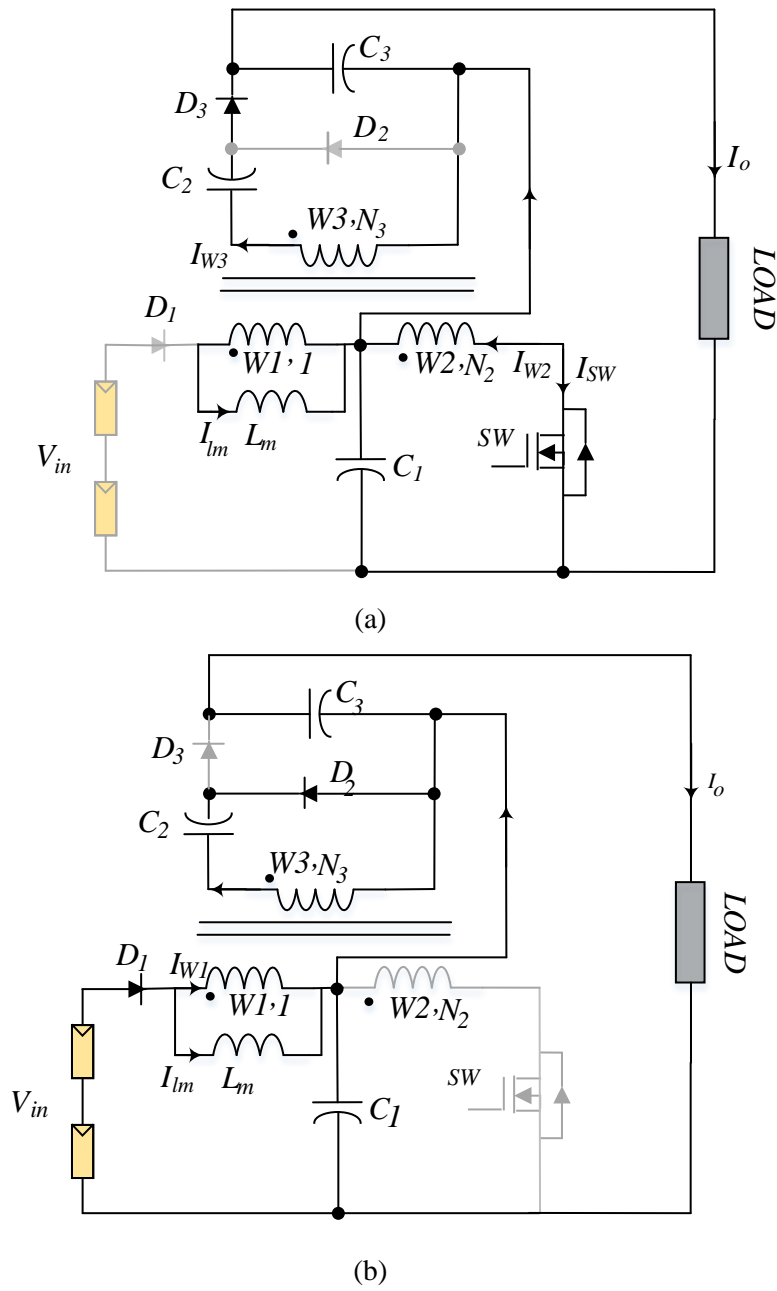 C3
D3
D2
C2
W3,N3
IW3
Io
LOAD
D1
W1,1
W2,N2
IW2
ISW
Ilm
Lm
SW
Vin
C1
(a)
C3
D3
D2
C2
W3,N3
Io
LOAD
D1
IW1
W1,1
W2,N2
Ilm
Lm
SW
Vin
C1
(b)